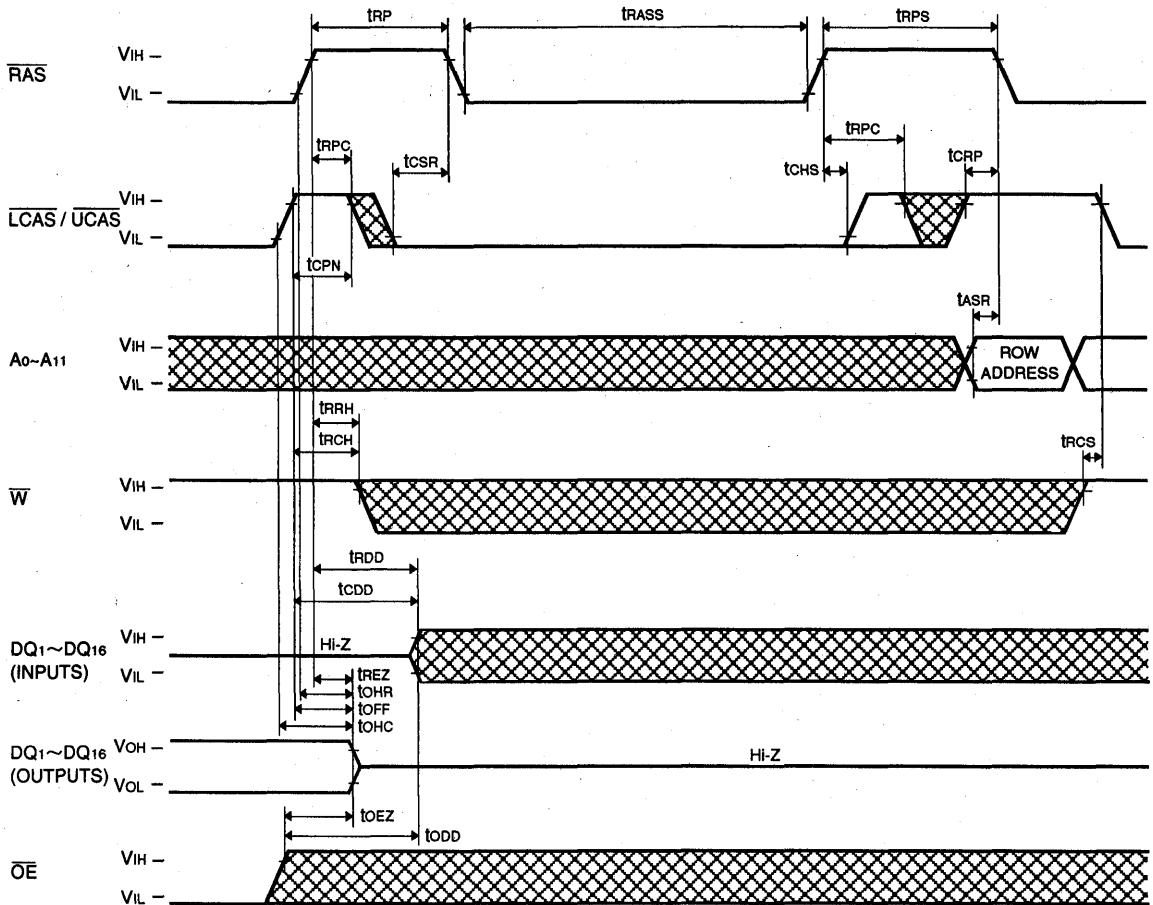 tRP tRASS tRPS
RAS VIH
VIL
tRPC tCSR tCHS tRPC tCRP
LCAS / UCAS VIH
VIL
tCPN
tASR
A0~A11 VIH
VIL
ROW
ADDRESS
tRRH
tRCH
tRCS
W VIH
VIL
tRDD
tCDD
DQ1~DQ16
(INPUTS)
VIH
VIL
Hi-Z
tREZ
tOHR
tOFF
tOHC
DQ1~DQ16
(OUTPUTS)
VOH
VOL
Hi-Z
tOEZ
tODD
OE VIH
VIL